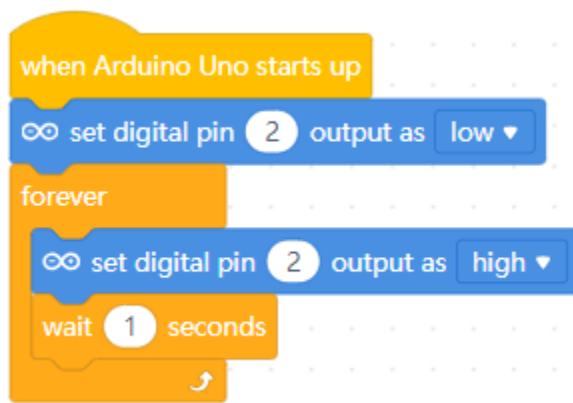 when Arduino Uno starts up
set digital pin 2 output as low
forever
set digital pin 2 output as high
wait 1 seconds